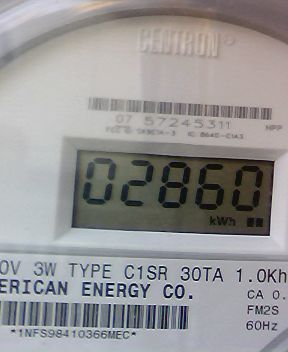 CENTRON®
07 57245311
HPP
02860
kWh
0V 3W TYPE C1SR 30TA 1.0Kh
ERICAN ENERGY CO.
CA 0.
FM2S
60Hz
*1NFS98410366MEC*